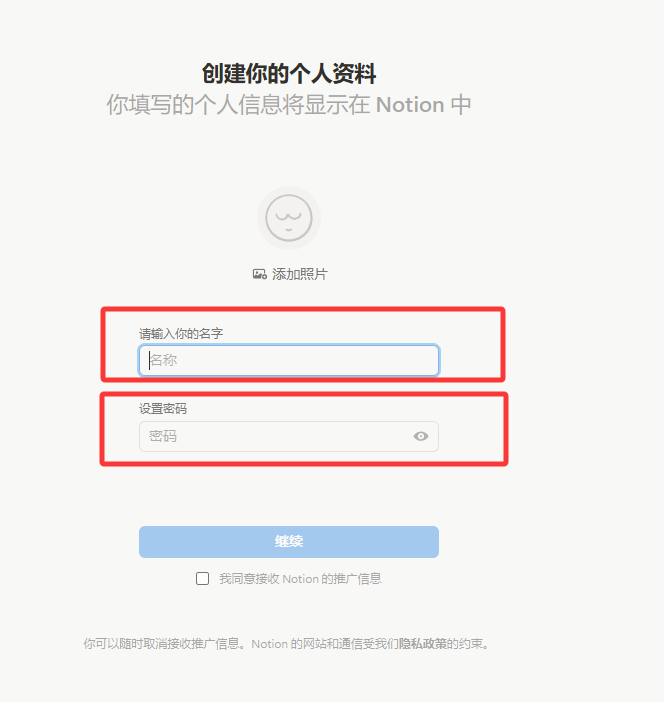 创建你的个人资料
你填写的个人信息将显示在 Notion 中
添加照片
请输入你的名字
名称
设置密码
密码
继续
我同意接收 Notion 的推广信息
你可以随时取消接收推广信息。Notion 的网站和通信受我们隐私政策的约束。